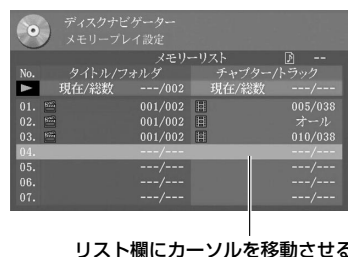 ディスクナビゲーター
メモリープレイ設定
メモリーリスト --
No. タイトル/フォルダ チャプター/トラック
現在/総数 ---/002 現在/総数 ---/---
01. 001/002 005/038
02. 001/002 オール
03. 001/002 010/038
04. ---/--- ---/---
05. ---/--- ---/---
06. ---/--- ---/---
07. ---/--- ---/---
リスト欄にカーソルを移動させる